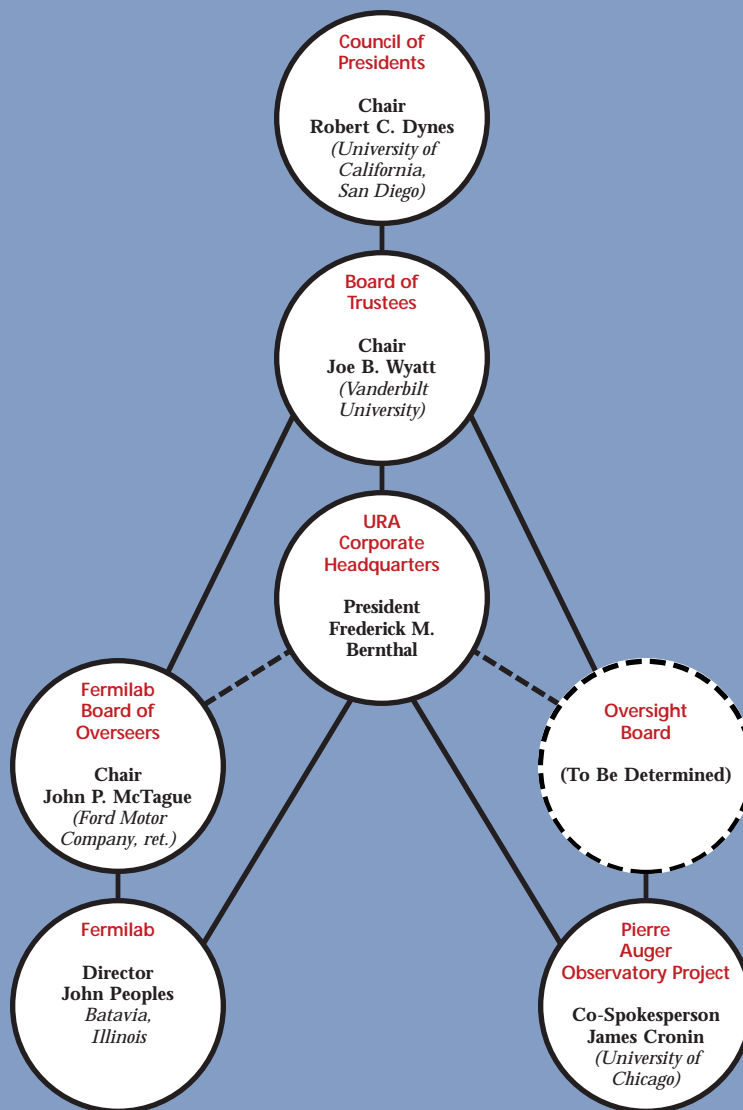 Council of
Presidents
Chair
Robert C. Dynes
(University of
California,
San Diego)
Board of
Trustees
Chair
Joe B. Wyatt
(Vanderbilt
University)
URA
Corporate
Headquarters
President
Frederick M.
Bernthal
Fermilab
Board of
Overseers
Chair
John P. McTague
(Ford Motor
Company, ret.)
Oversight
Board
(To Be Determined)
Fermilab
Director
John Peoples
Batavia,
Illinois
Pierre
Auger
Observatory Project
Co-Spokesperson
James Cronin
(University of
Chicago)